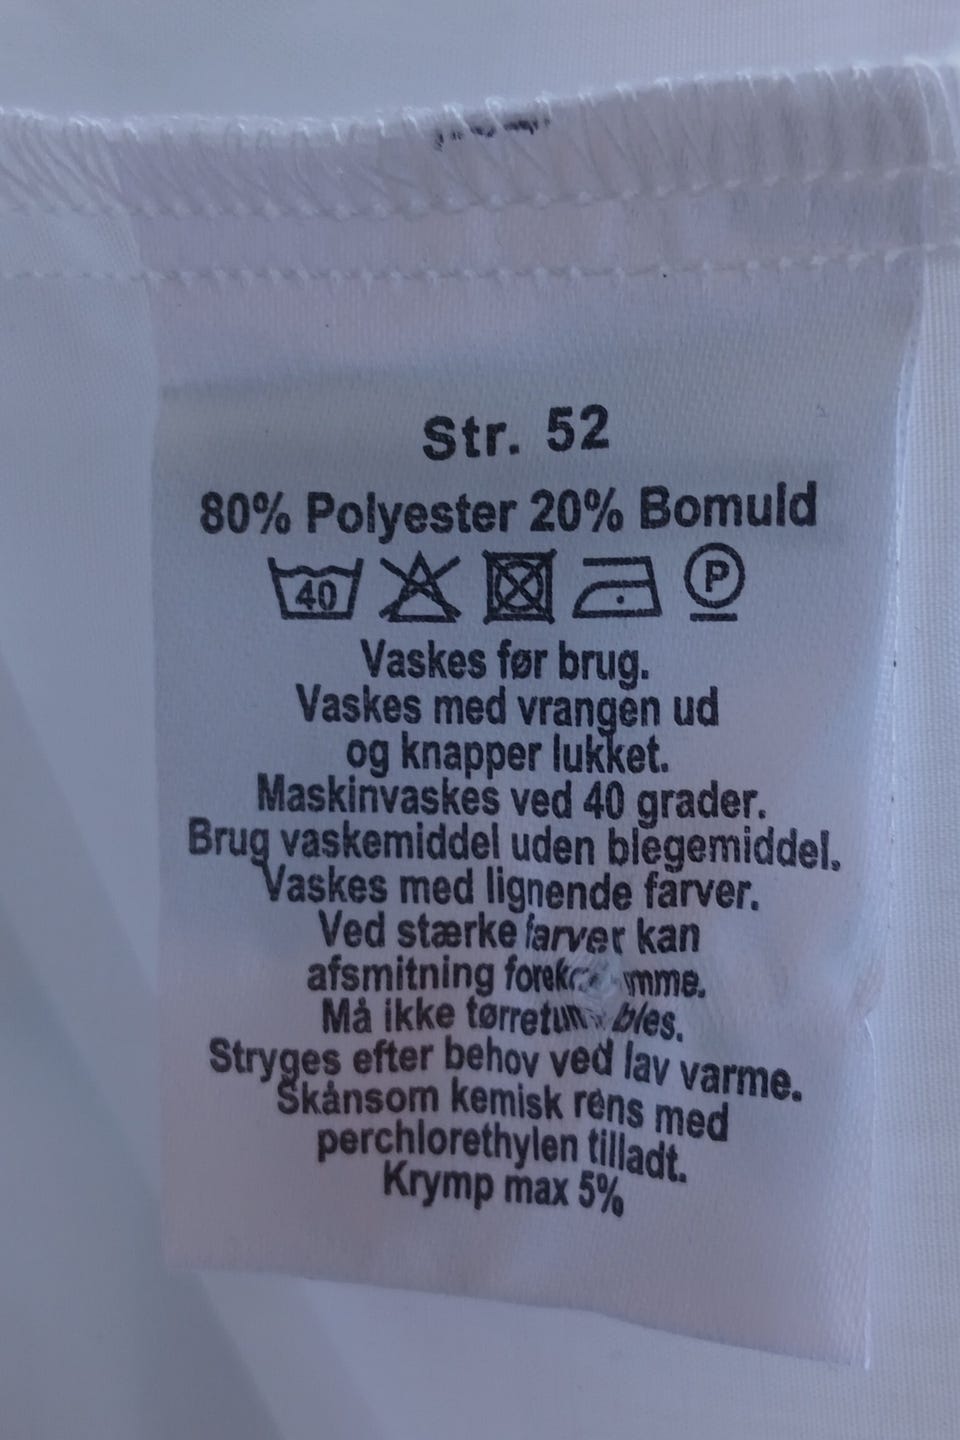 Str. 52
80% Polyester 20% Bomuld
40 P
Vaskes før brug.
Vaskes med vrangen ud
og knapper lukket.
Maskinvaskes ved 40 grader.
Brug vaskemiddel uden blegemiddel.
Vaskes med lignende farver.
Ved stærke farver kan
afsmitning forekomme.
Må ikke tørretumbles.
Stryges efter behov ved lav varme.
Skånsom kemisk rens med
perchlorethylen tilladt.
Krymp max 5%